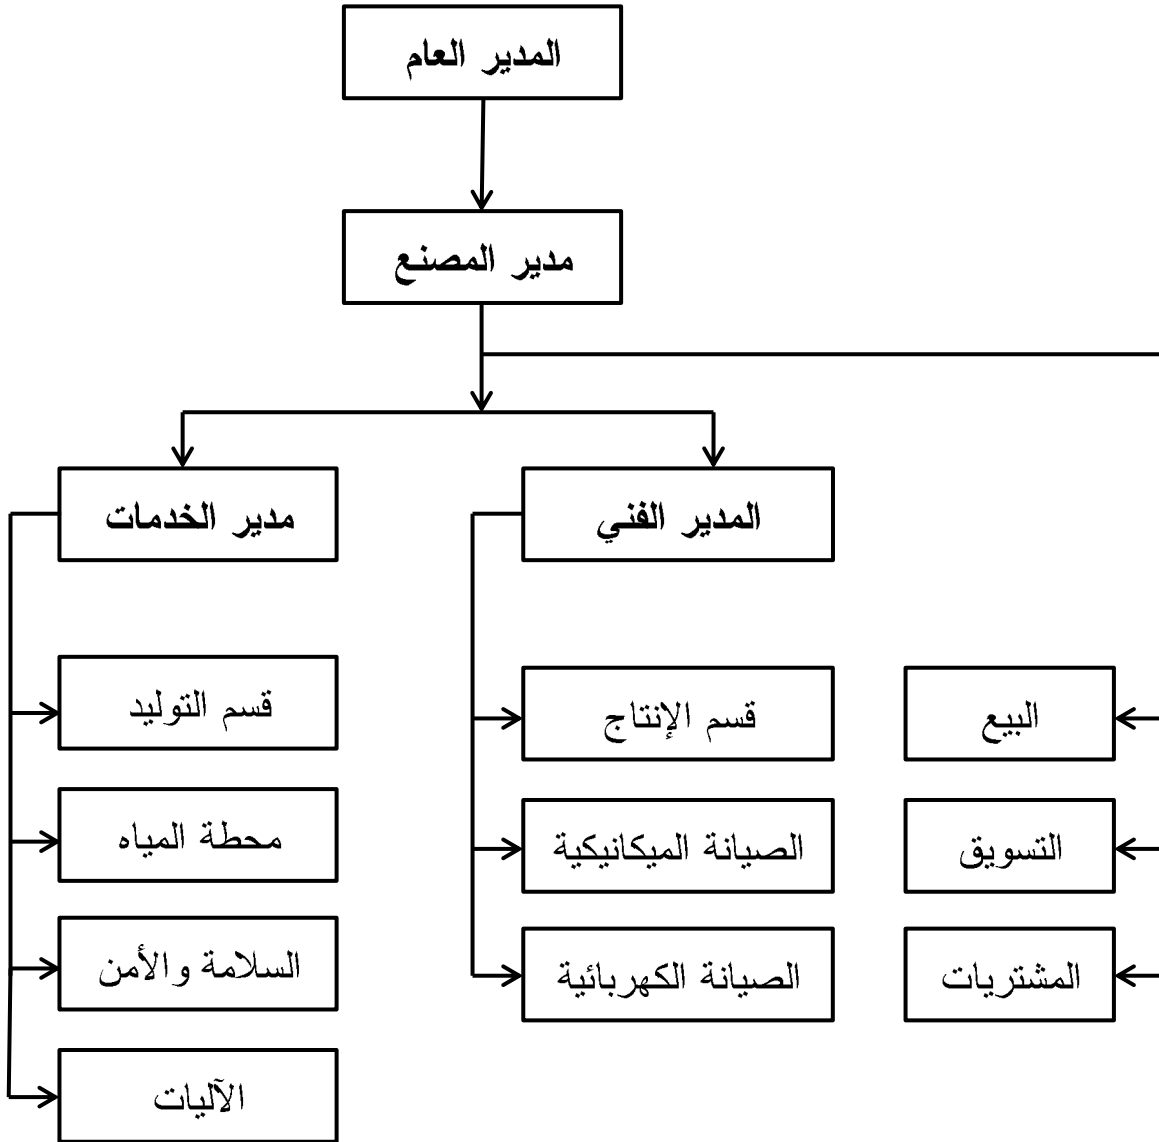 المدير العام
مدير المصنع
المدير الفني
مدير الخدمات
البيع
قسم الإنتاج
قسم التوليد
التسويق
الصيانة الميكانيكية
محطة المياه
المشتريات
الصيانة الكهربائية
السلامة والأمن
الآليات